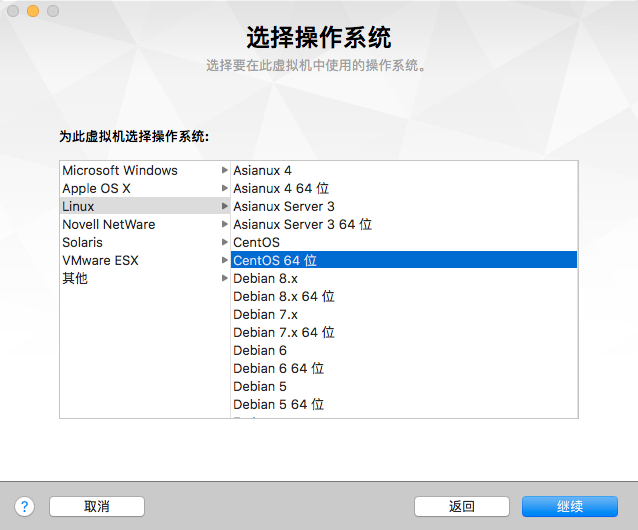 选择操作系统
选择要在此虚拟机中使用的操作系统。
为此虚拟机选择操作系统:
Microsoft Windows
Apple OS X
Linux
Novell NetWare
Solaris
VMware ESX
其他
Asianux 4
Asianux 4 64 位
Asianux Server 3
Asianux Server 3 64 位
CentOS
CentOS 64 位
Debian 8.x
Debian 8.x 64 位
Debian 7.x
Debian 7.x 64 位
Debian 6
Debian 6 64 位
Debian 5
Debian 5 64 位
?
取消
返回
继续